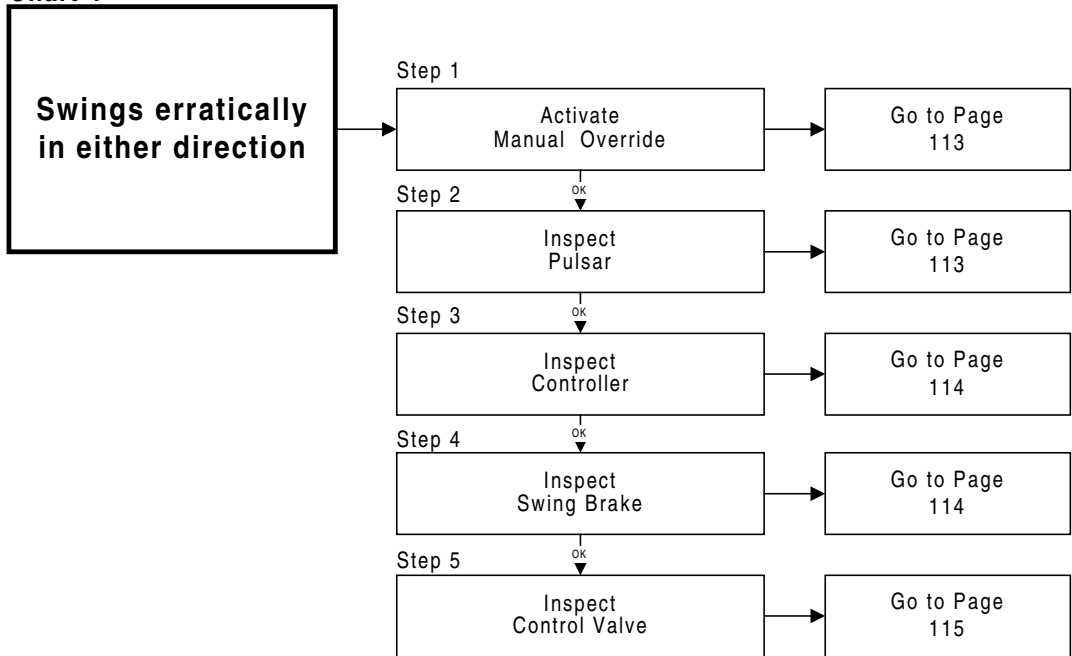 Swings erratically
in either direction
Step 1
Activate
Manual Override
Go to Page
113
OK
Step 2
Inspect
Pulsar
Go to Page
113
OK
Step 3
Inspect
Controller
Go to Page
114
OK
Step 4
Inspect
Swing Brake
Go to Page
114
OK
Step 5
Inspect
Control Valve
Go to Page
115